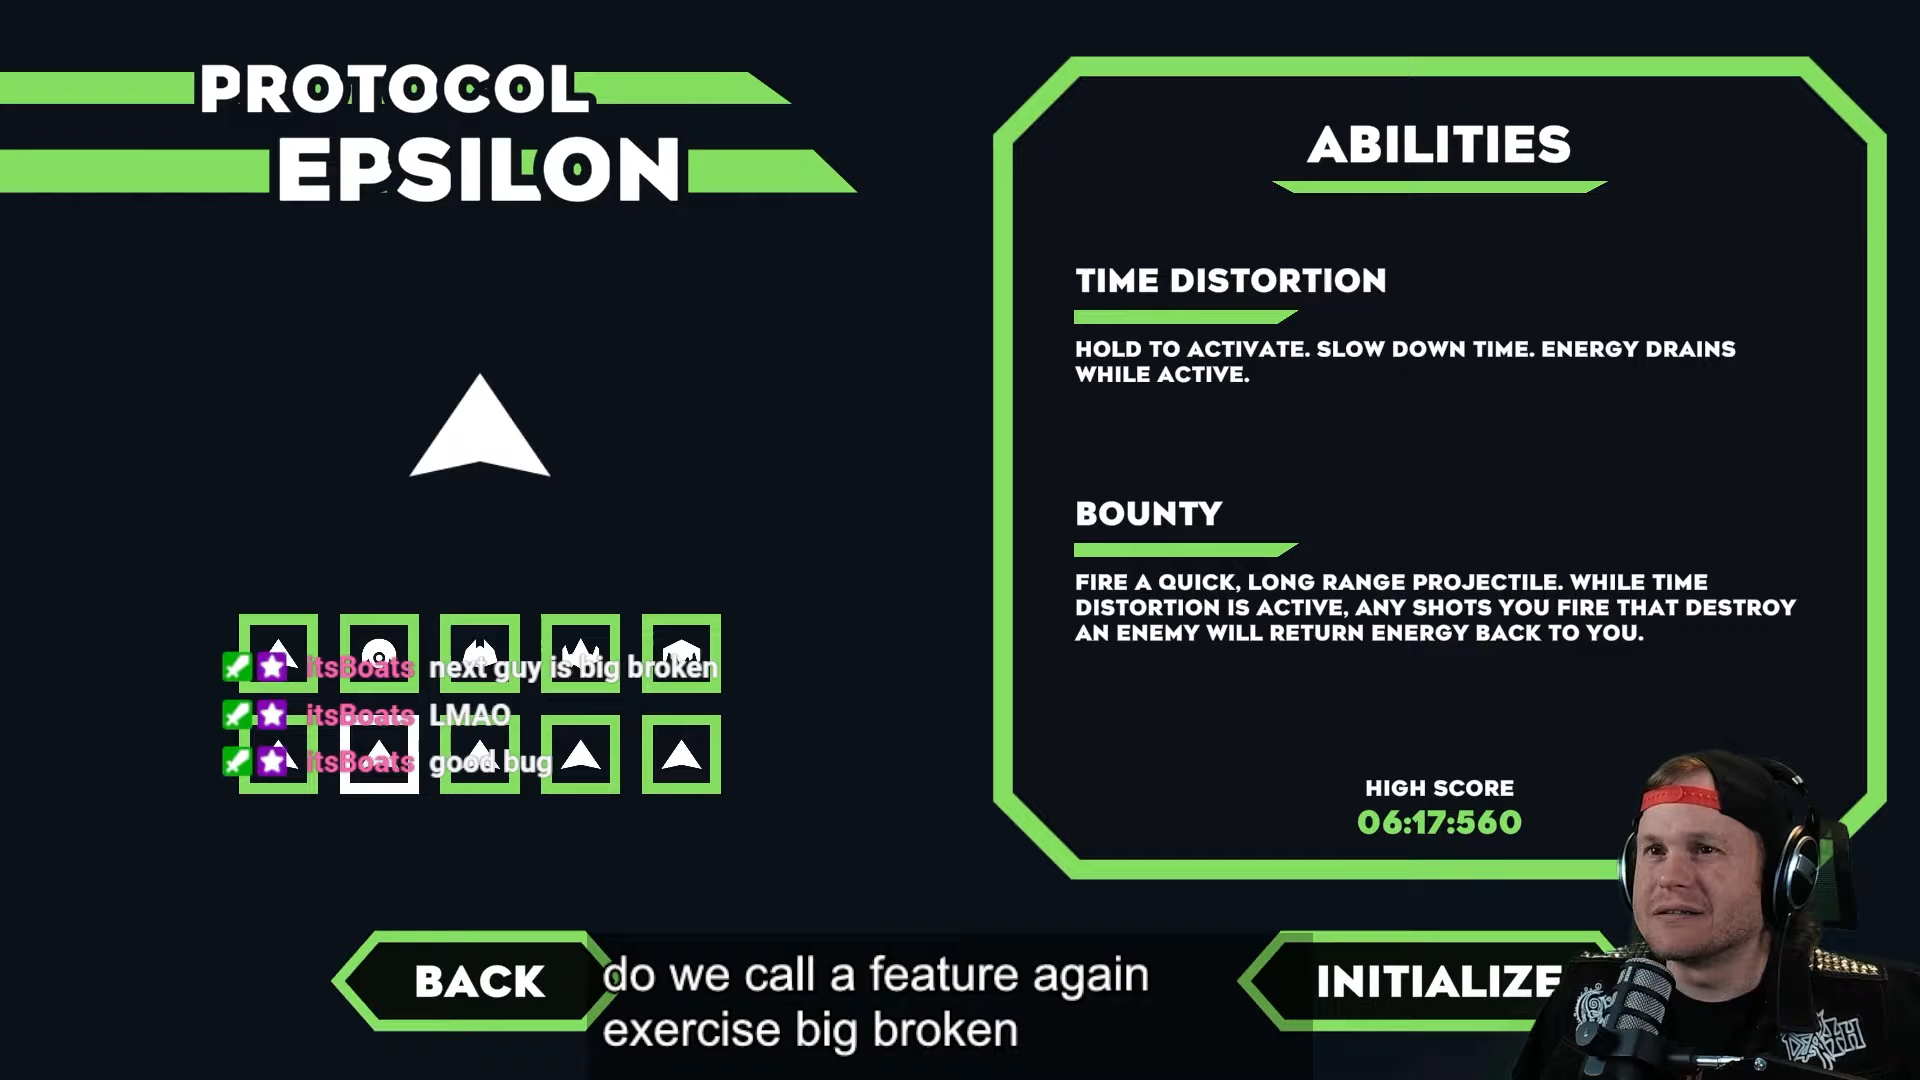 PROTOCOL
EPSILON
ABILITIES
TIME DISTORTION
HOLD TO ACTIVATE. SLOW DOWN TIME. ENERGY DRAINS
WHILE ACTIVE.
BOUNTY
FIRE A QUICK, LONG RANGE PROJECTILE. WHILE TIME
DISTORTION IS ACTIVE, ANY SHOTS YOU FIRE THAT DESTROY
AN ENEMY WILL RETURN ENERGY BACK TO YOU.
HIGH SCORE
06:17:560
itsBoats next guy is big broken
itsBoats LMAO
itsBoats good bug
BACK
INITIALIZE
do we call a feature again
exercise big broken